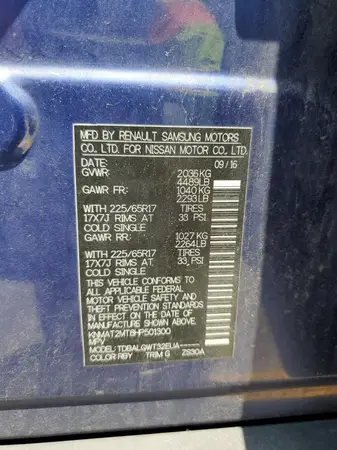 MFD BY RENAULT SAMSUNG MOTORS
CO. LTD. FOR NISSAN MOTOR CO., LTD.
DATE: 09/16
GVWR: 2036KG
4489LB
GAWR FR: 1040KG
2293LB
WITH 225/65R17 TIRES
17X7J RIMS AT 33 PSI
COLD SINGLE
GAWR RR: 1027KG
2264LB
WITH 225/65R17 TIRES
17X7J RIMS AT 33 PSI
COLD SINGLE
THIS VEHICLE CONFORMS TO
ALL APPLICABLE FEDERAL
MOTOR VEHICLE SAFETY AND
THEFT PREVENTION STANDARDS
IN EFFECT ON THE DATE OF
MANUFACTURE SHOWN ABOVE.
KNMAT2MT8HP501300
MPV
MODEL: TDBALGWT32EUA-----
COLOR RBY TRIM G ZS30A